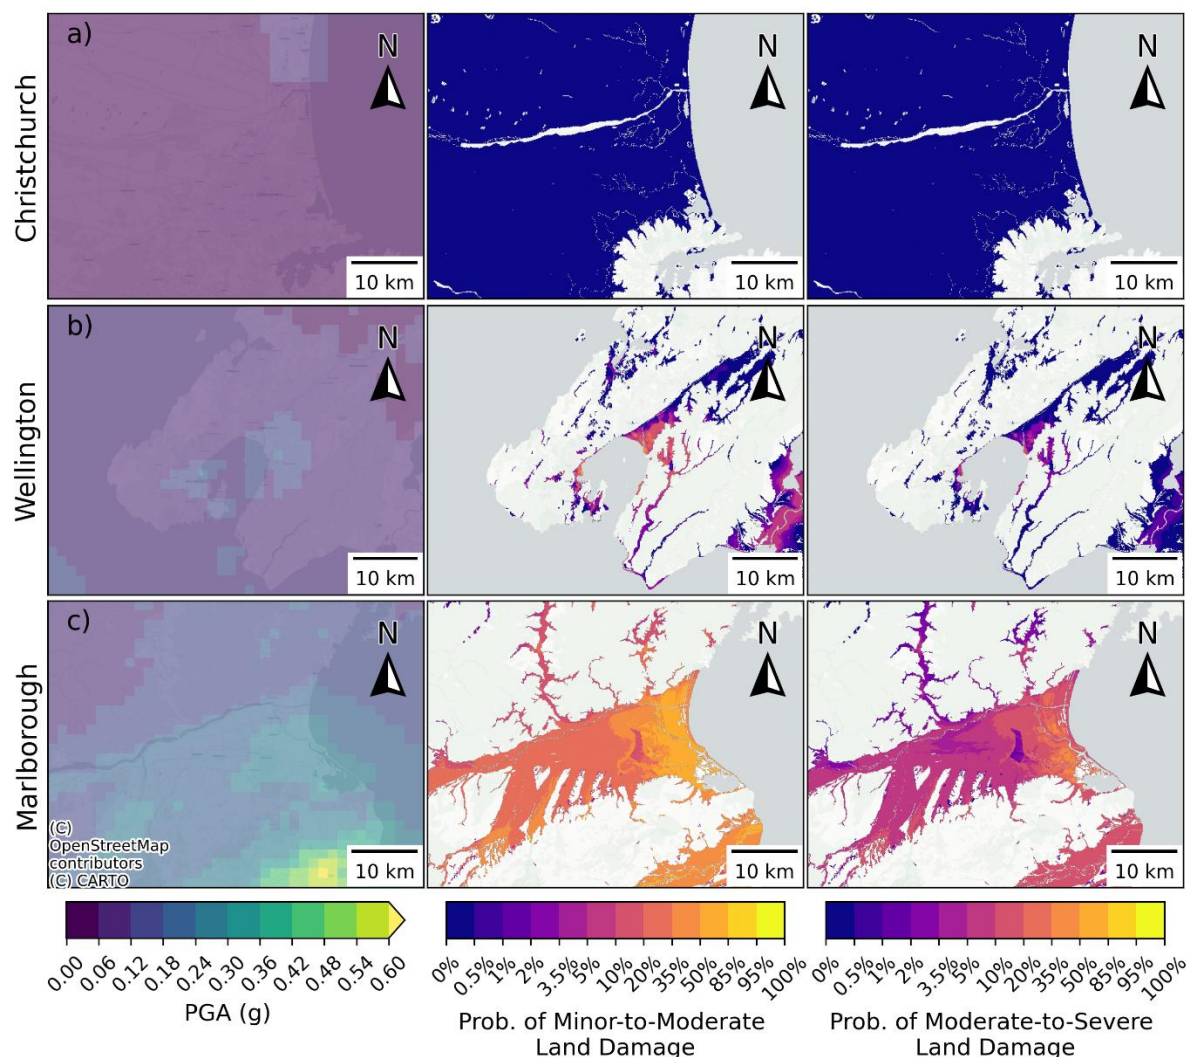 Christchurch
a)
N
N
N
10 km
10 km
10 km
Wellington
b)
N
N
N
10 km
10 km
10 km
Marlborough
c)
N
N
N
(C)
OpenStreetMap
contributors
(C) CARTO
10 km
10 km
10 km
0.00 0.06 0.12 0.18 0.24 0.30 0.36 0.42 0.48 0.54 0.60
PGA (g)
0% 0.5% 1% 2% 3.5% 5% 10% 20% 35% 50% 85% 95% 100%
Prob. of Minor-to-Moderate
Land Damage
0% 0.5% 1% 2% 3.5% 5% 10% 20% 35% 50% 85% 95% 100%
Prob. of Moderate-to-Severe
Land Damage